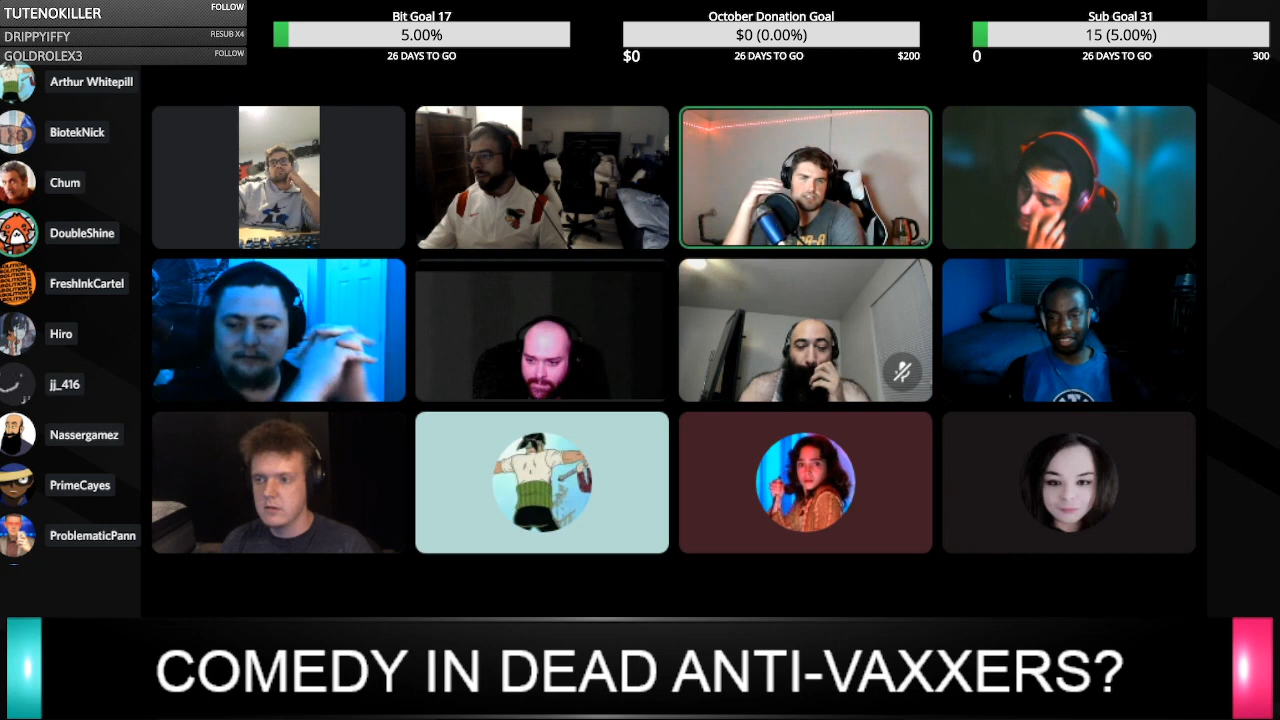 TUTENOKILLER
FOLLOW
DRIPPYIFFY
RESUB X4
GOLDROLEX3
FOLLOW
Bit Goal 17
5.00%
26 DAYS TO GO
October Donation Goal
$0 (0.00%)
$0
26 DAYS TO GO
$200
Sub Goal 31
15 (5.00%)
0
26 DAYS TO GO
300
Arthur Whitepill
BiotekNick
Chum
DoubleShine
FreshInkCartel
Hiro
jj_416
Nassergamez
PrimeCayes
ProblematicPann
COMEDY IN DEAD ANTI-VAXXERS?